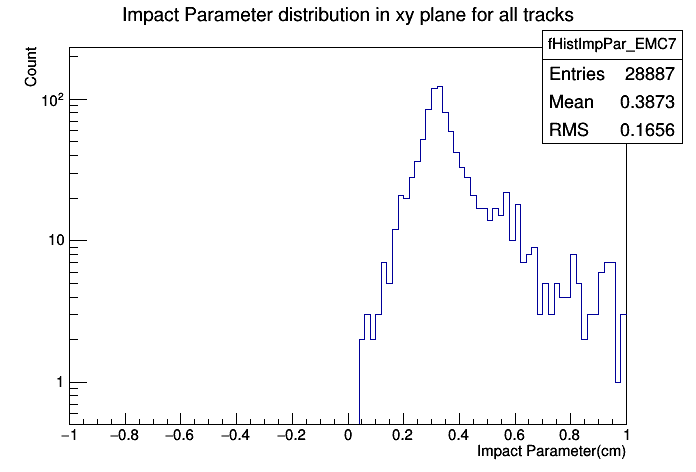 Impact Parameter distribution in xy plane for all tracks
fHistImpPar_EMC7
Entries 28887
Mean 0.3873
RMS 0.1656
Count
10²
10
1
−1 −0.8 −0.6 −0.4 −0.2 0 0.2 0.4 0.6 0.8 1
Impact Parameter(cm)